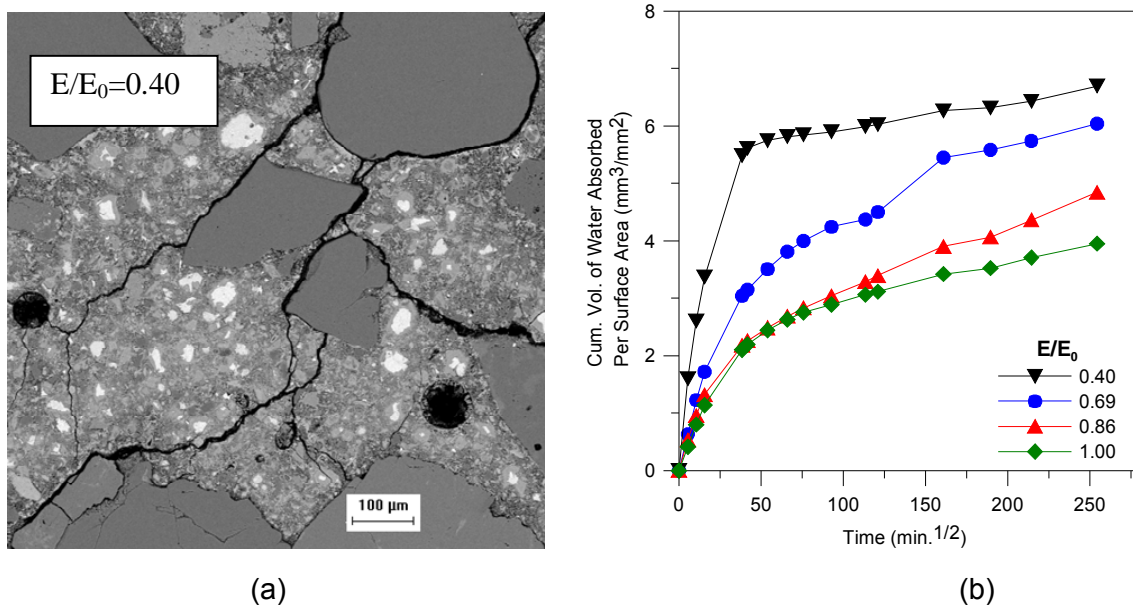 E/E₀=0.40
100 µm
(a)
8
6
4
2
0
Cum. Vol. of Water Absorbed
Per Surface Area (mm³/mm²)
0 50 100 150 200 250
Time (min.¹/²)
E/E₀
0.40
0.69
0.86
1.00
(b)